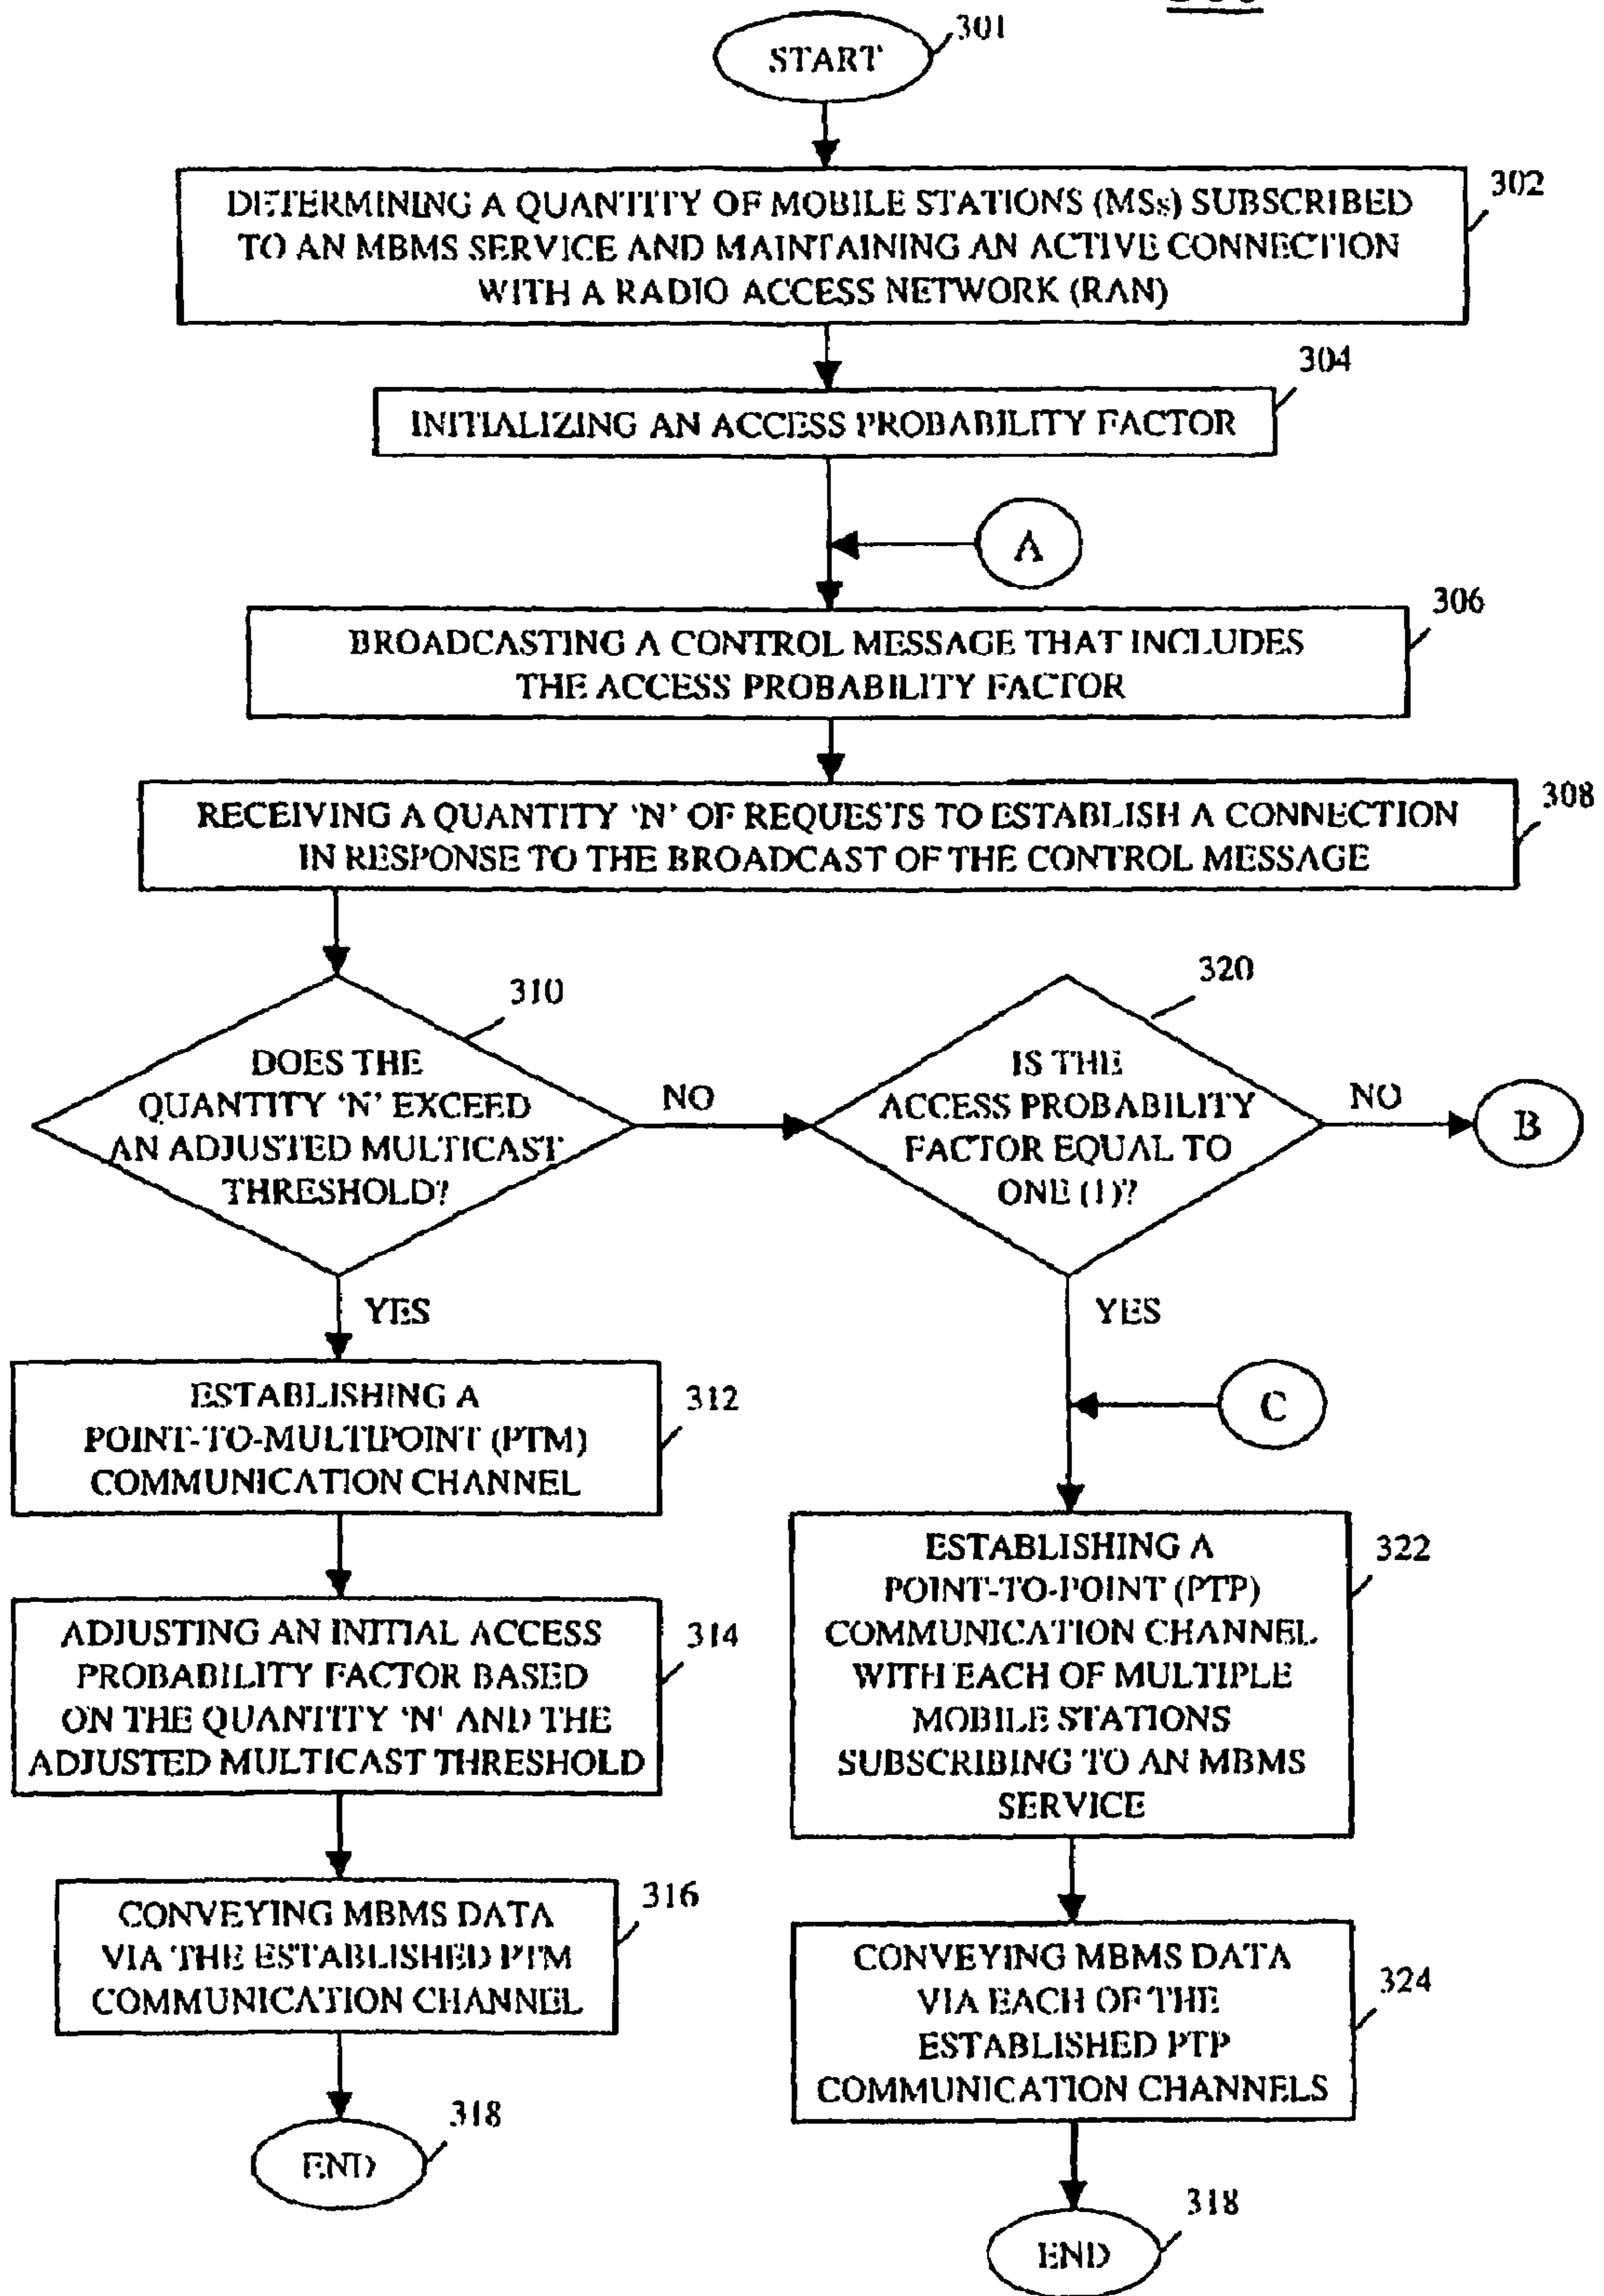 START
301
DETERMINING A QUANTITY OF MOBILE STATIONS (MSs) SUBSCRIBED
TO AN MBMS SERVICE AND MAINTAINING AN ACTIVE CONNECTION
WITH A RADIO ACCESS NETWORK (RAN)
302
304
INITIALIZING AN ACCESS PROBABILITY FACTOR
A
306
BROADCASTING A CONTROL MESSAGE THAT INCLUDES
THE ACCESS PROBABILITY FACTOR
308
RECEIVING A QUANTITY 'N' OF REQUESTS TO ESTABLISH A CONNECTION
IN RESPONSE TO THE BROADCAST OF THE CONTROL MESSAGE
310
DOES THE
QUANTITY 'N' EXCEED
AN ADJUSTED MULTICAST
THRESHOLD?
NO
320
IS THE
ACCESS PROBABILITY
FACTOR EQUAL TO
ONE (1)?
NO
B
YES
YES
C
ESTABLISHING A
POINT-TO-MULTIPOINT (PTM)
COMMUNICATION CHANNEL
312
ADJUSTING AN INITIAL ACCESS
PROBABILITY FACTOR BASED
ON THE QUANTITY 'N' AND THE
ADJUSTED MULTICAST THRESHOLD
314
CONVEYING MBMS DATA
VIA THE ESTABLISHED PTM
COMMUNICATION CHANNEL
316
END
318
ESTABLISHING A
POINT-TO-POINT (PTP)
COMMUNICATION CHANNEL
WITH EACH OF MULTIPLE
MOBILE STATIONS
SUBSCRIBING TO AN MBMS
SERVICE
322
CONVEYING MBMS DATA
VIA EACH OF THE
ESTABLISHED PTP
COMMUNICATION CHANNELS
324
END
318